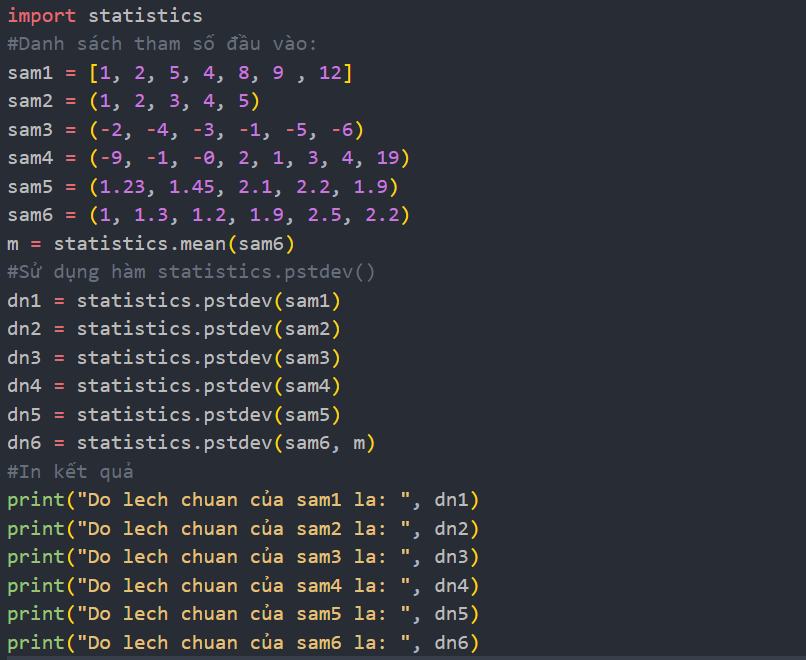 import statistics
#Danh sách tham số đầu vào:
sam1 = [1, 2, 5, 4, 8, 9 , 12]
sam2 = (1, 2, 3, 4, 5)
sam3 = (-2, -4, -3, -1, -5, -6)
sam4 = (-9, -1, -0, 2, 1, 3, 4, 19)
sam5 = (1.23, 1.45, 2.1, 2.2, 1.9)
sam6 = (1, 1.3, 1.2, 1.9, 2.5, 2.2)
m = statistics.mean(sam6)
#Sử dụng hàm statistics.pstdev()
dn1 = statistics.pstdev(sam1)
dn2 = statistics.pstdev(sam2)
dn3 = statistics.pstdev(sam3)
dn4 = statistics.pstdev(sam4)
dn5 = statistics.pstdev(sam5)
dn6 = statistics.pstdev(sam6, m)
#In kết quả
print("Do lech chuan của sam1 la: ", dn1)
print("Do lech chuan của sam2 la: ", dn2)
print("Do lech chuan của sam3 la: ", dn3)
print("Do lech chuan của sam4 la: ", dn4)
print("Do lech chuan của sam5 la: ", dn5)
print("Do lech chuan của sam6 la: ", dn6)